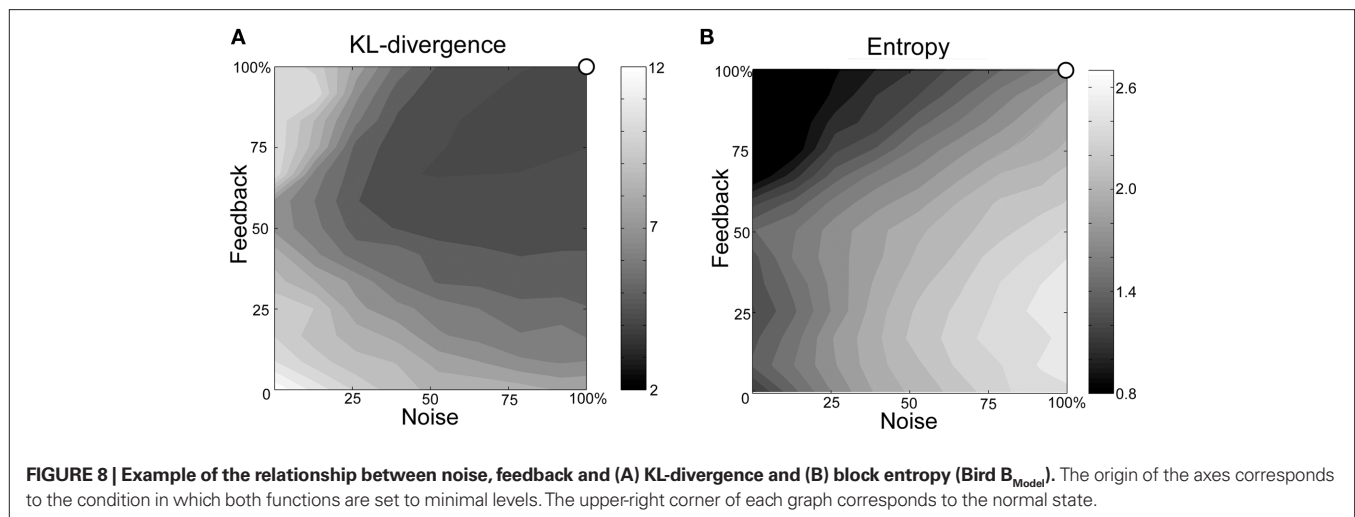 A
KL-divergence
100%
75
50
25
0
Feedback
25
50
75
100%
Noise
12
7
2
B
Entropy
100%
75
50
25
0
Feedback
25
50
75
100%
Noise
2.6
2.0
1.4
0.8
FIGURE 8 | Example of the relationship between noise, feedback and (A) KL-divergence and (B) block entropy (Bird B_Model). The origin of the axes corresponds
to the condition in which both functions are set to minimal levels. The upper-right corner of each graph corresponds to the normal state.